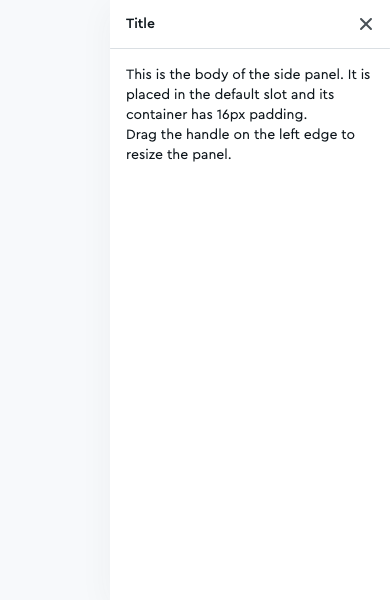 Title
This is the body of the side panel. It is
placed in the default slot and its
container has 16px padding.
Drag the handle on the left edge to
resize the panel.